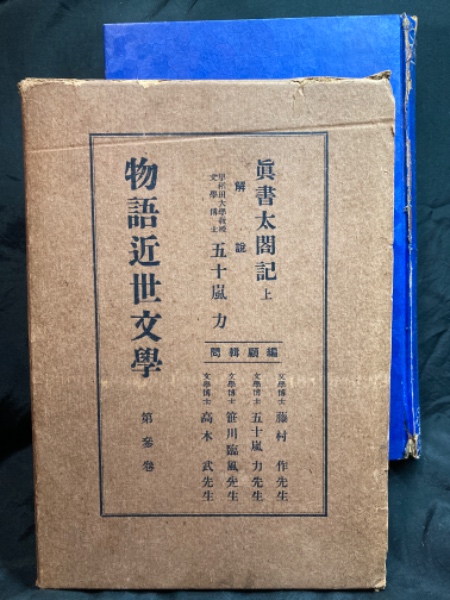 眞書太閤記 上
解説
早稲田大學教授
文學博士
五十嵐 力
問顧輯編
文學博士 藤村 作先生
文學博士 五十嵐 力先生
文學博士 笹川臨風先生
文學博士 高木 武先生
物語近世文學
第參卷